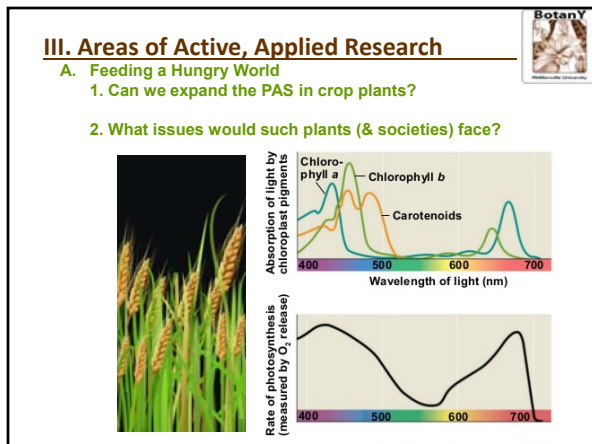 BotanY
Millersville University
III. Areas of Active, Applied Research
A. Feeding a Hungry World
1. Can we expand the PAS in crop plants?
2. What issues would such plants (& societies) face?
Absorption of light by
chloroplast pigments
Chloro-
phyll a
Chlorophyll b
Carotenoids
400 500 600 700
Wavelength of light (nm)
Rate of photosynthesis
(measured by O2 release)
400 500 600 700